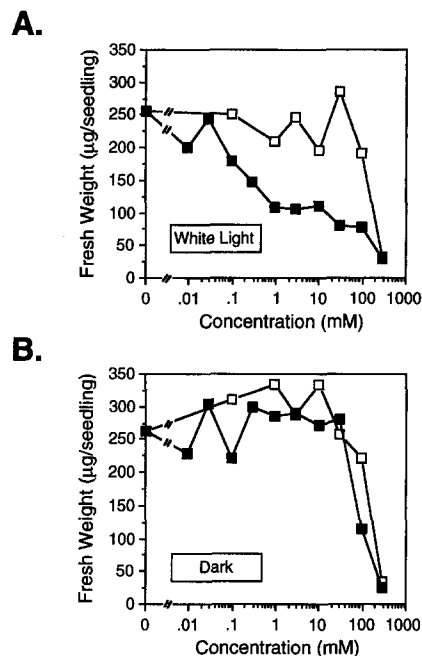 A.
350
300
250
200
150
100
50
0
Fresh Weight (µg/seedling)
White Light
0 .01 .1 1 10 100 1000
Concentration (mM)
B.
350
300
250
200
150
100
50
0
Fresh Weight (µg/seedling)
Dark
0 .01 .1 1 10 100 1000
Concentration (mM)